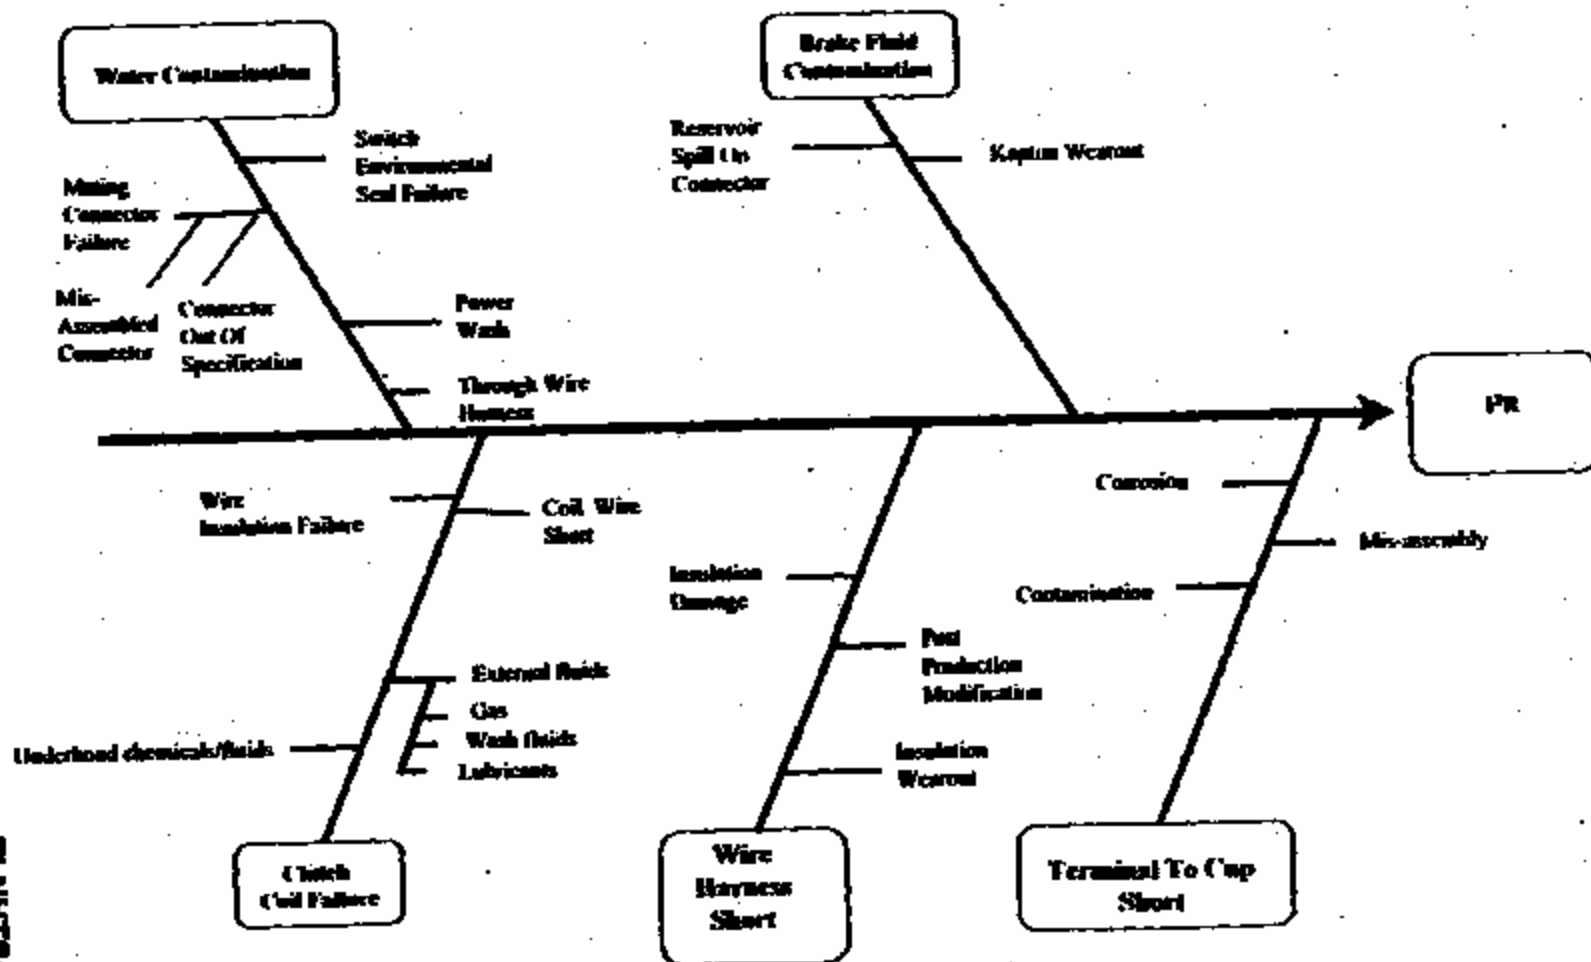 Water Contamination
Brake Fluid
Contamination
Switch
Environmental
Seal Failure
Reservoir
Spill On
Connector
Kapton Wearout
Mating
Connector
Failure
Mis-
Assembled
Connector
Connector
Out Of
Specification
Power
Wash
Through Wire
Harness
Wire
Insulation Failure
Coil Wire
Short
Corrosion
Mis-assembly
Insulation
Damage
Contamination
Post
Production
Modification
External fluids
Gas
Wash fluids
Lubricants
Underhood chemicals/fluids
Insulation
Wearout
Clutch
Coil Failure
Wire
Harness
Short
Terminal To Cup
Short